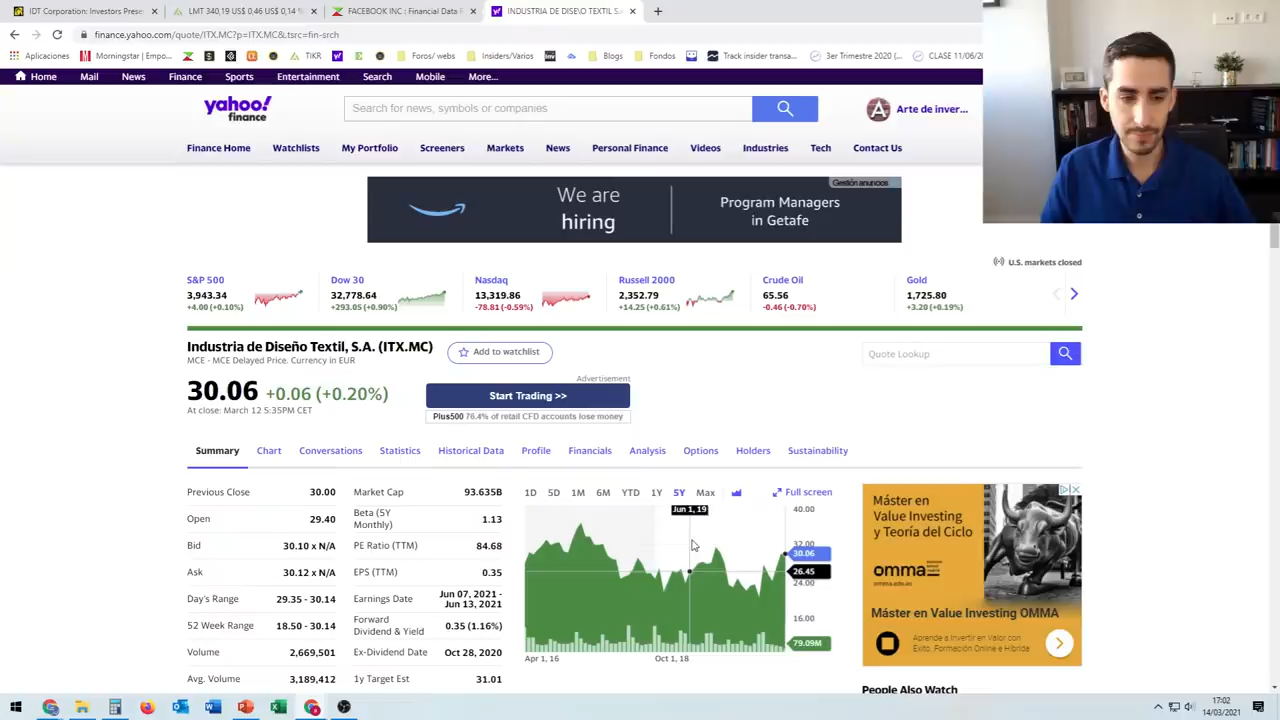 IDT Corporation: Investors Prese
LMT 340,19 US$ 0,46 US$ 0,14 %
FACEBOOK INC : Financial Data F
INDUSTRIA DE DISE/O TEXTIL S.A.
finance.yahoo.com/quote/ITX.MC?p=ITX.MC&.tsrc=fin-srch
Aplicaciones
Morningstar | Empo...
TIKR
Foros/ webs
Insiders/Varios
Blogs
Fondos
Track insider transa...
3er Trimestre 2020 (...
CLASE 11/06/20
Home Mail News Finance Sports Entertainment Search Mobile More...
yahoo!
finance
Search for news, symbols or companies
Arte de inver...
Finance Home Watchlists My Portfolio Screeners Markets News Personal Finance Videos Industries Tech Contact Us
Gestión anuncios
We are
hiring
Program Managers
in Getafe
U.S. markets closed
S&P 500 Dow 30 Nasdaq Russell 2000 Crude Oil Gold
3,943.34 32,778.64 13,319.86 2,352.79 65.56 1,725.80
+4.00 (+0.10%) +293.05 (+0.90%) -78.81 (-0.59%) +14.25 (+0.61%) -0.46 (-0.70%) +3.20 (+0.19%)
Industria de Diseño Textil, S.A. (ITX.MC)
Add to watchlist
MCE - MCE Delayed Price. Currency in EUR
Quote Lookup
30.06 +0.06 (+0.20%)
At close: March 12 5:35PM CET
Advertisement
Start Trading >>
Plus500 76.4% of retail CFD accounts lose money
Summary Chart Conversations Statistics Historical Data Profile Financials Analysis Options Holders Sustainability
Previous Close 30.00
Open 29.40
Bid 30.10 x N/A
Ask 30.12 x N/A
Day's Range 29.35 - 30.14
52 Week Range 18.50 - 30.14
Volume 2,669,501
Avg. Volume 3,189,412
Market Cap 93.635B
Beta (5Y
Monthly) 1.13
PE Ratio (TTM) 84.68
EPS (TTM) 0.35
Earnings Date Jun 07, 2021 -
Jun 13, 2021
Forward
Dividend & Yield 0.35 (1.16%)
Ex-Dividend Date Oct 28, 2020
1y Target Est 31.01
1D 5D 1M 6M YTD 1Y 5Y Max
Full screen
Jun 1, 19
40.00
32.00
30.06
26.45
24.00
16.00
79.09M
Apr 1, 16
Oct 1, 18
Máster en
Value Investing
y Teoría del Ciclo
omma
omma.edu.es
Máster en Value Investing OMMA
Aprende a Invertir en Valor con
Éxito, Formación Online e Híbrida
People Also Watch
17:02
14/03/2021